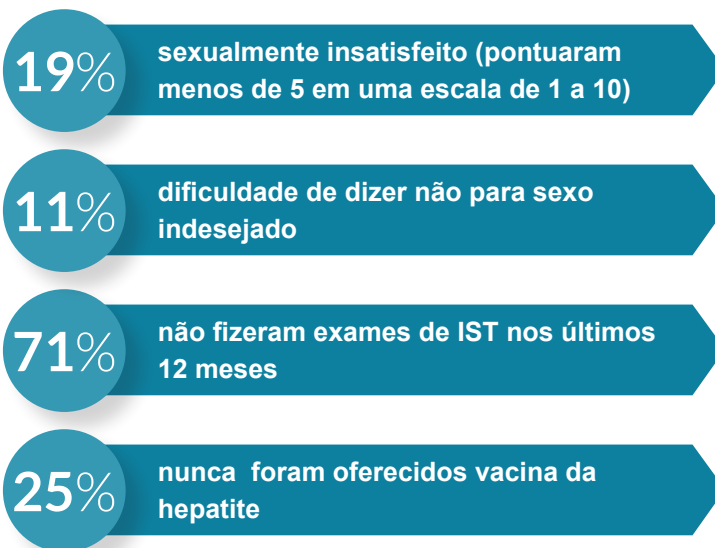 19%
sexualmente insatisfeito (pontuaram
menos de 5 em uma escala de 1 a 10)
11%
dificuldade de dizer não para sexo
indesejado
71%
não fizeram exames de IST nos últimos
12 meses
25%
nunca foram oferecidos vacina da
hepatite